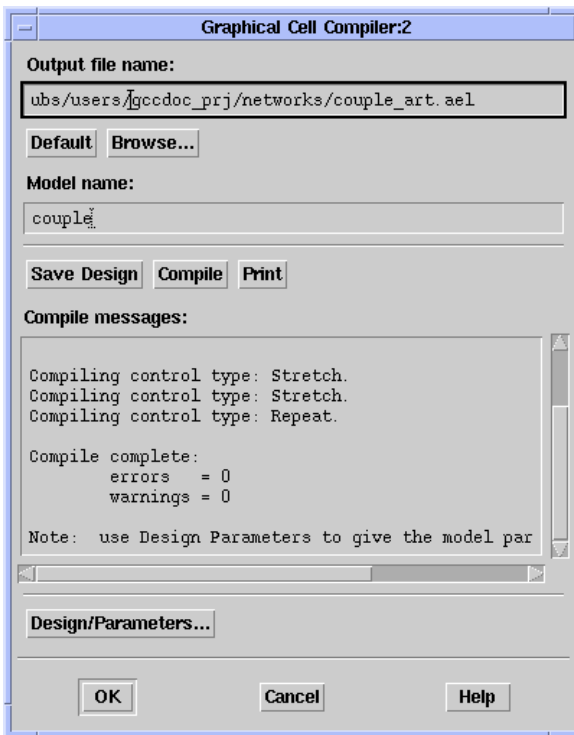 Graphical Cell Compiler:2
Output file name:
ubs/users/gccdoc_prj/networks/couple_art.ael
Default Browse...
Model name:
couple
Save Design Compile Print
Compile messages:
Compiling control type: Stretch.
Compiling control type: Stretch.
Compiling control type: Repeat.
Compile complete:
errors = 0
warnings = 0
Note: use Design Parameters to give the model par
Design/Parameters...
OK Cancel Help